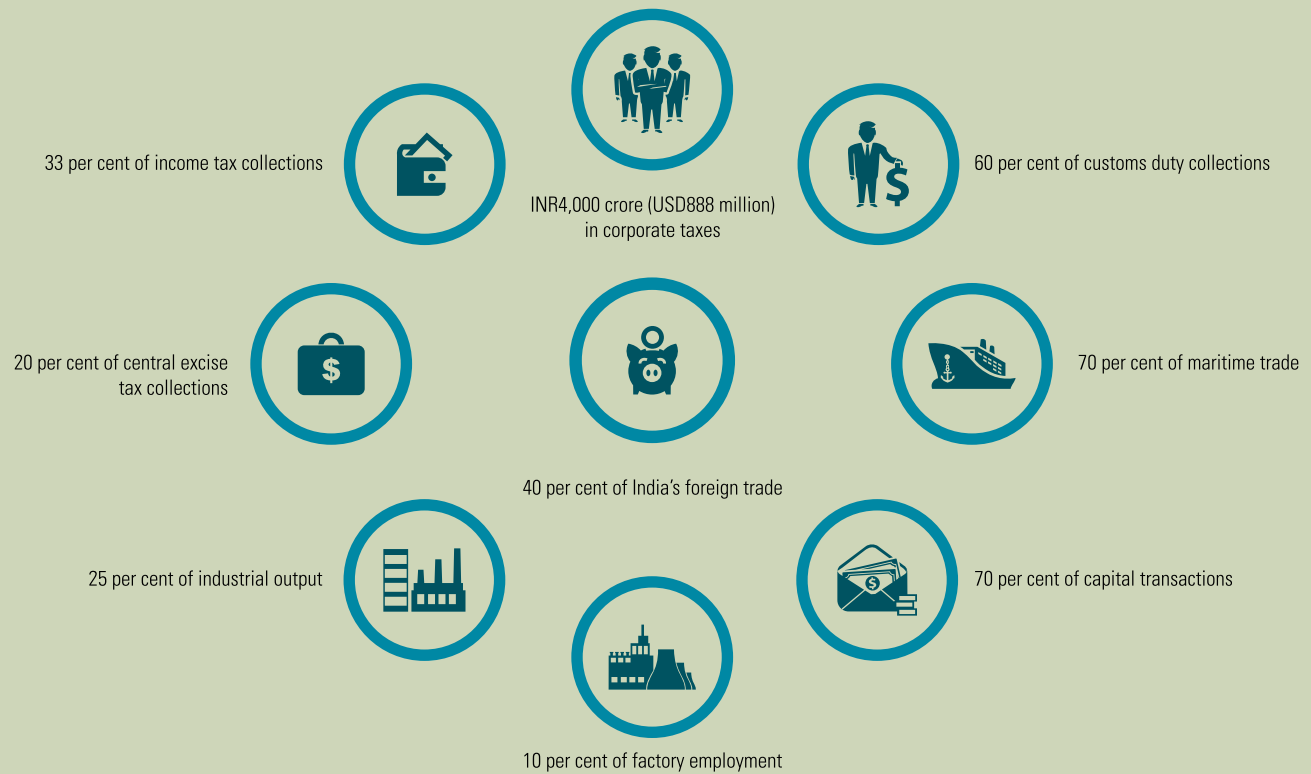 33 per cent of income tax collections
INR4,000 crore (USD888 million)
in corporate taxes
60 per cent of customs duty collections
20 per cent of central excise
tax collections
$
40 per cent of India's foreign trade
70 per cent of maritime trade
25 per cent of industrial output
10 per cent of factory employment
$
70 per cent of capital transactions
$